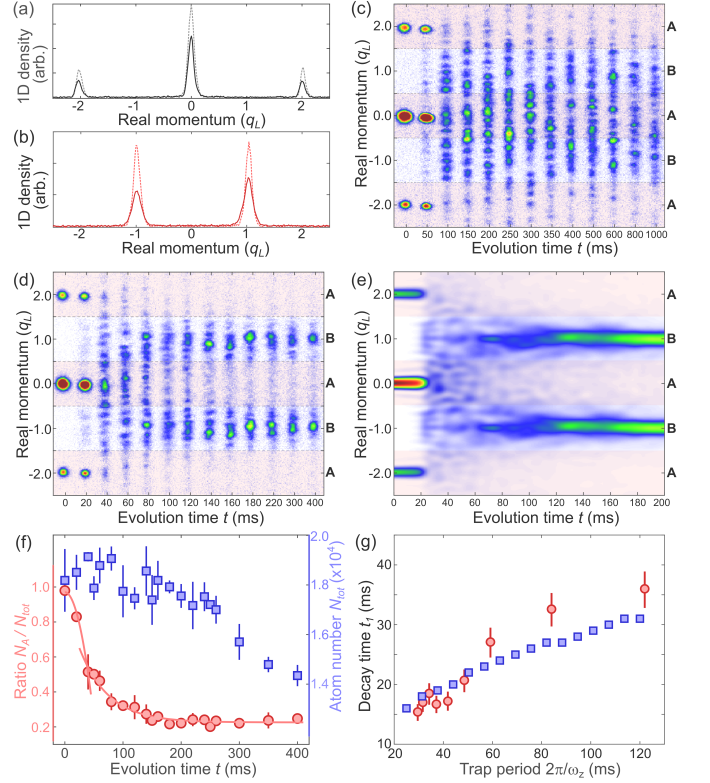 (a)
1D density
(arb.)
-2 -1 0 1 2
Real momentum (qL)
(b)
1D density
(arb.)
-2 -1 0 1 2
Real momentum (qL)
(c)
Real momentum (qL)
2.0
1.0
0.0
-1.0
-2.0
A
B
A
B
A
0 50 100 150 200 250 300 350 400 500 600 800 1000
Evolution time t (ms)
(d)
Real momentum (qL)
2.0
1.0
0.0
-1.0
-2.0
A
B
A
B
A
0 20 40 60 80 100 120 140 160 180 220 300 400
Evolution time t (ms)
(e)
Real momentum (qL)
2.0
1.0
0.0
-1.0
-2.0
A
B
A
B
A
0 20 40 60 80 100 120 140 160 180 200
Evolution time t (ms)
(f)
Ratio NA / Ntot
1.0
0.8
0.6
0.4
0.2
Atom number Ntot (x10⁴)
2.0
1.8
1.6
1.4
0 100 200 300 400
Evolution time t (ms)
(g)
Decay time t1 (ms)
45
35
25
15
20 40 60 80 100 120
Trap period 2π/ωz (ms)